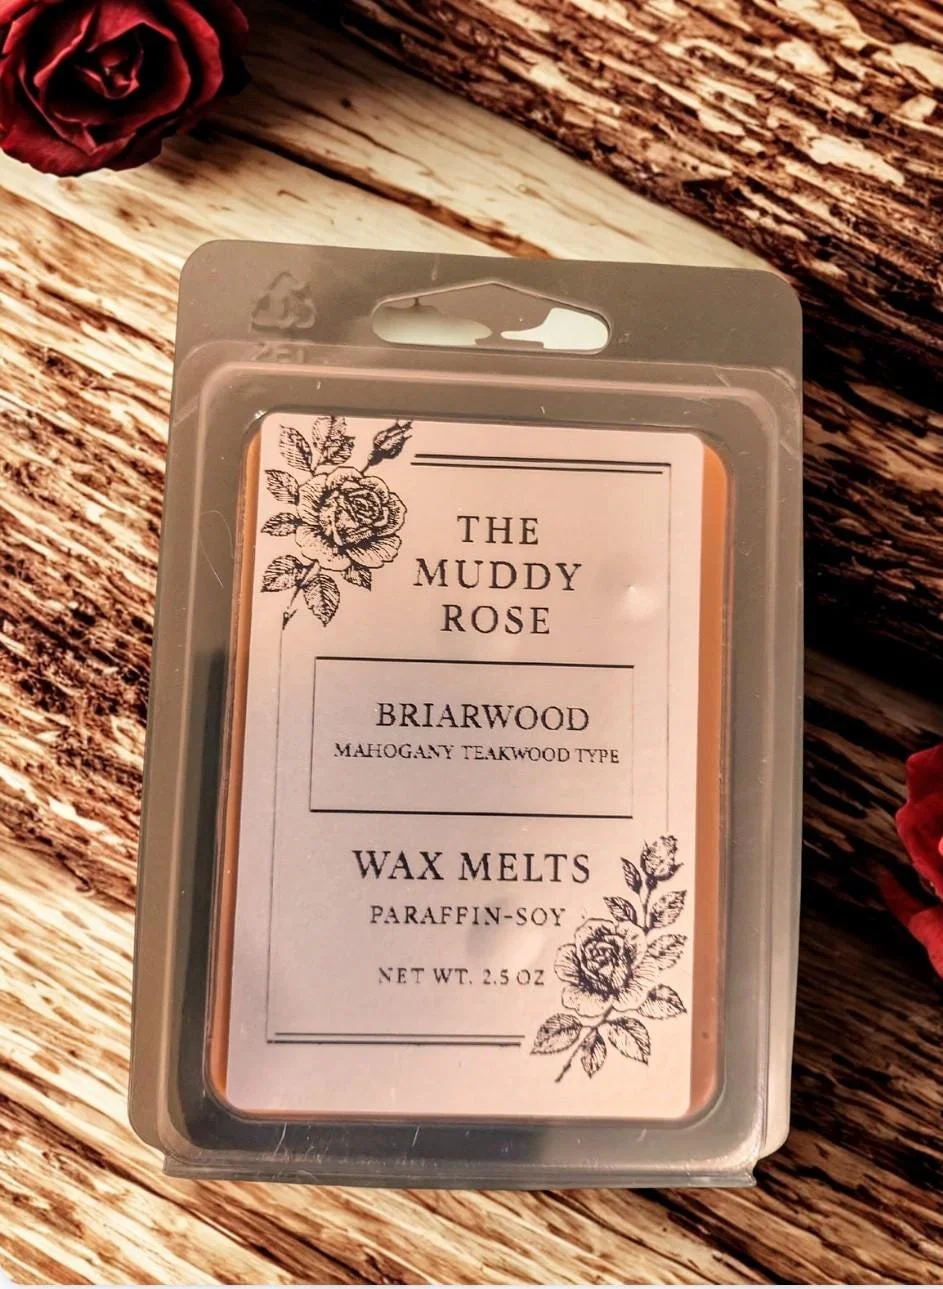 THE
MUDDY
ROSE
BRIARWOOD
MAHOGANY TEAKWOOD TYPE
WAX MELTS
PARAFFIN-SOY
NET WT. 2.5 OZ